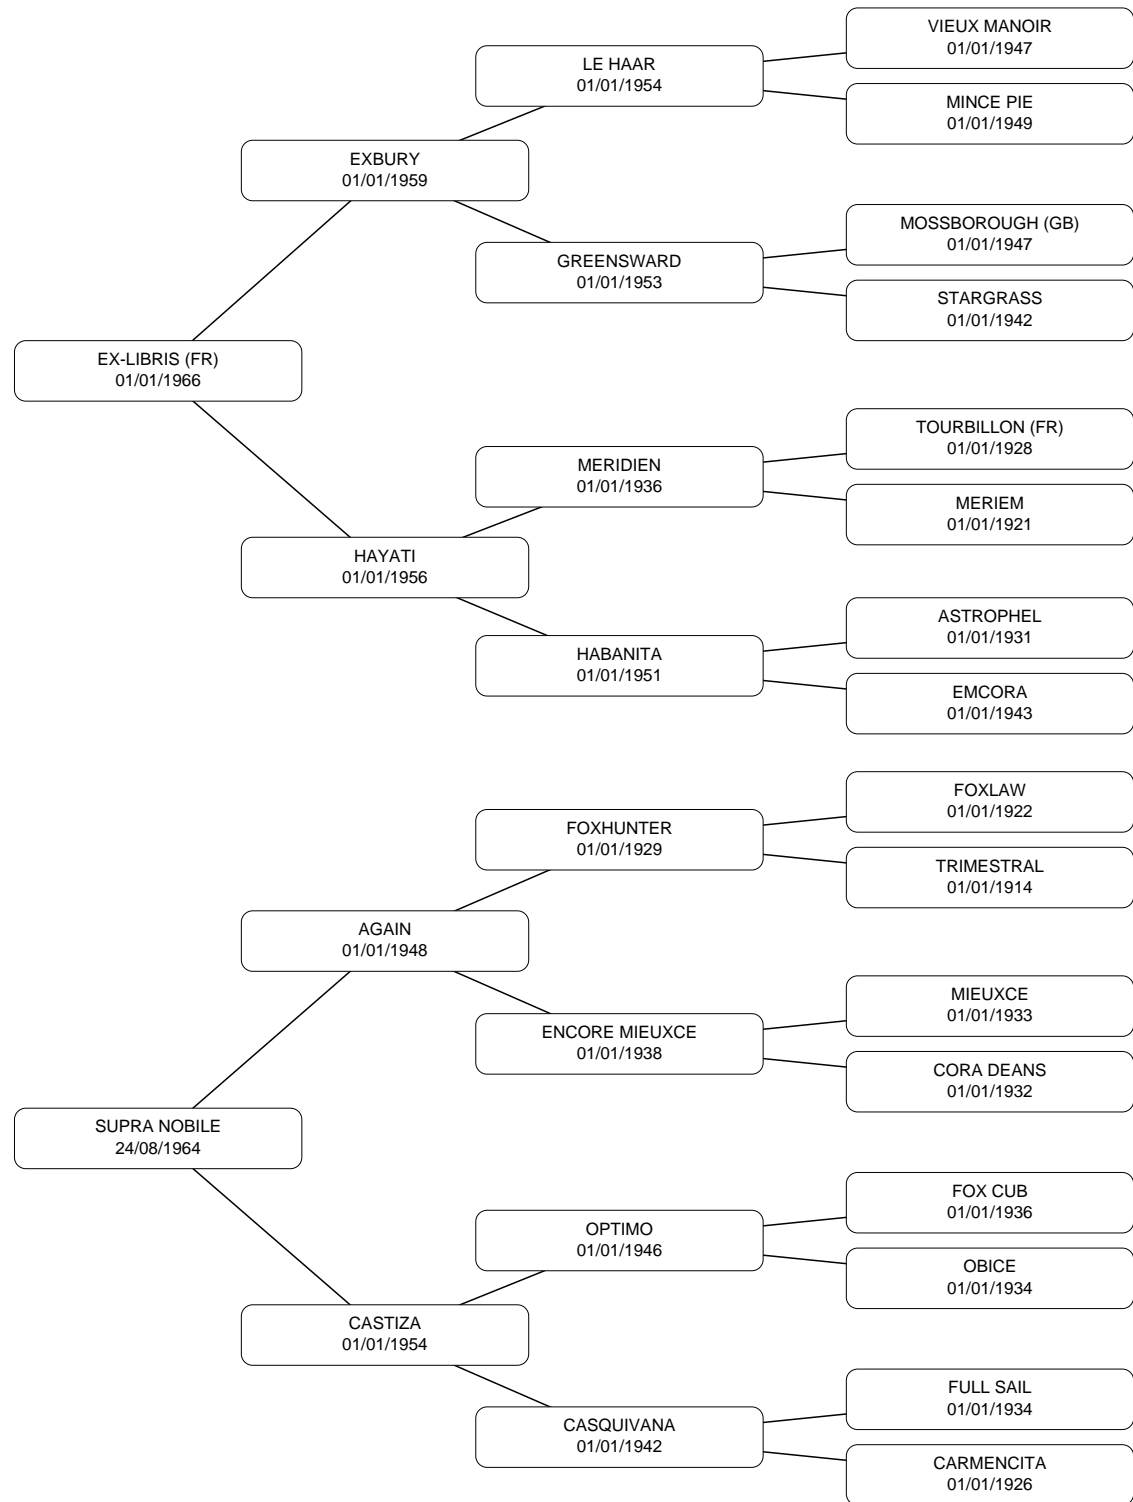 VIEUX MANOIR
01/01/1947
LE HAAR
01/01/1954
MINCE PIE
01/01/1949
EXBURY
01/01/1959
MOSSBOROUGH (GB)
01/01/1947
GREENSWARD
01/01/1953
STARGRASS
01/01/1942
EX-LIBRIS (FR)
01/01/1966
TOURBILLON (FR)
01/01/1928
MERIDIEN
01/01/1936
MERIEM
01/01/1921
HAYATI
01/01/1956
ASTROPHEL
01/01/1931
HABANITA
01/01/1951
EMCORA
01/01/1943
FOXLAW
01/01/1922
FOXHUNTER
01/01/1929
TRIMESTRAL
01/01/1914
AGAIN
01/01/1948
MIEUXCE
01/01/1933
ENCORE MIEUXCE
01/01/1938
CORA DEANS
01/01/1932
SUPRA NOBILE
24/08/1964
FOX CUB
01/01/1936
OPTIMO
01/01/1946
OBICE
01/01/1934
CASTIZA
01/01/1954
FULL SAIL
01/01/1934
CASQUIVANA
01/01/1942
CARMENCITA
01/01/1926